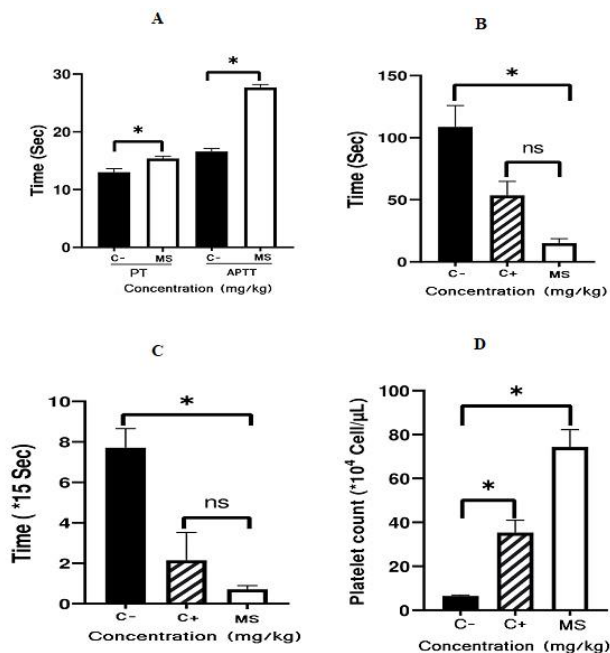 A
Time (Sec)
30
20
10
0
*
*
C- MS C- MS
PT APTT
Concentration (mg/kg)
B
Time (Sec)
150
100
50
0
*
ns
C- C+ MS
Concentration (mg/kg)
C
Time ( *15 Sec)
10
8
6
4
2
0
*
ns
C- C+ MS
Concentration (mg/kg)
D
Platelet count (*10⁴ Cell/µL)
100
80
60
40
20
0
*
*
C- C+ MS
Concentration (mg/kg)